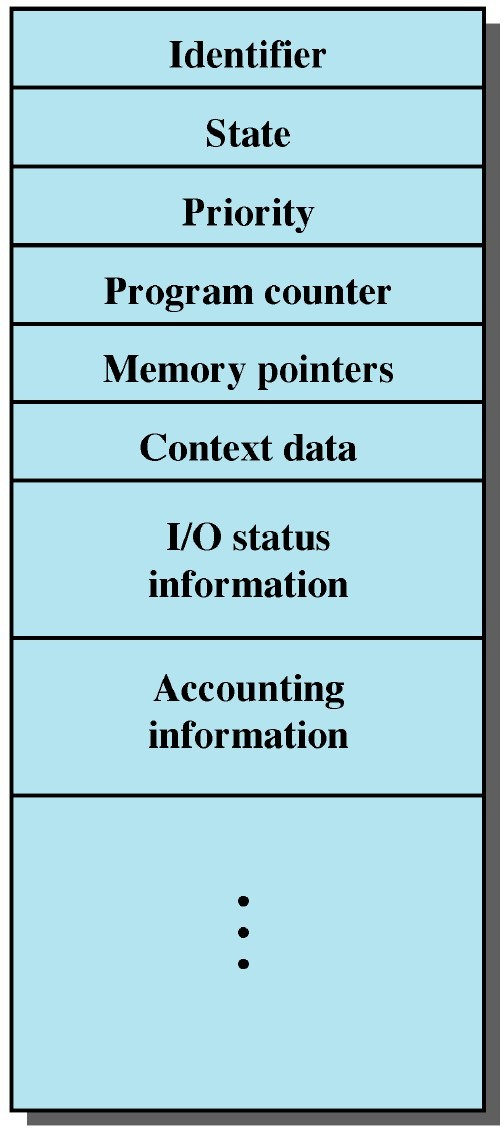 Identifier
State
Priority
Program counter
Memory pointers
Context data
I/O status
information
Accounting
information